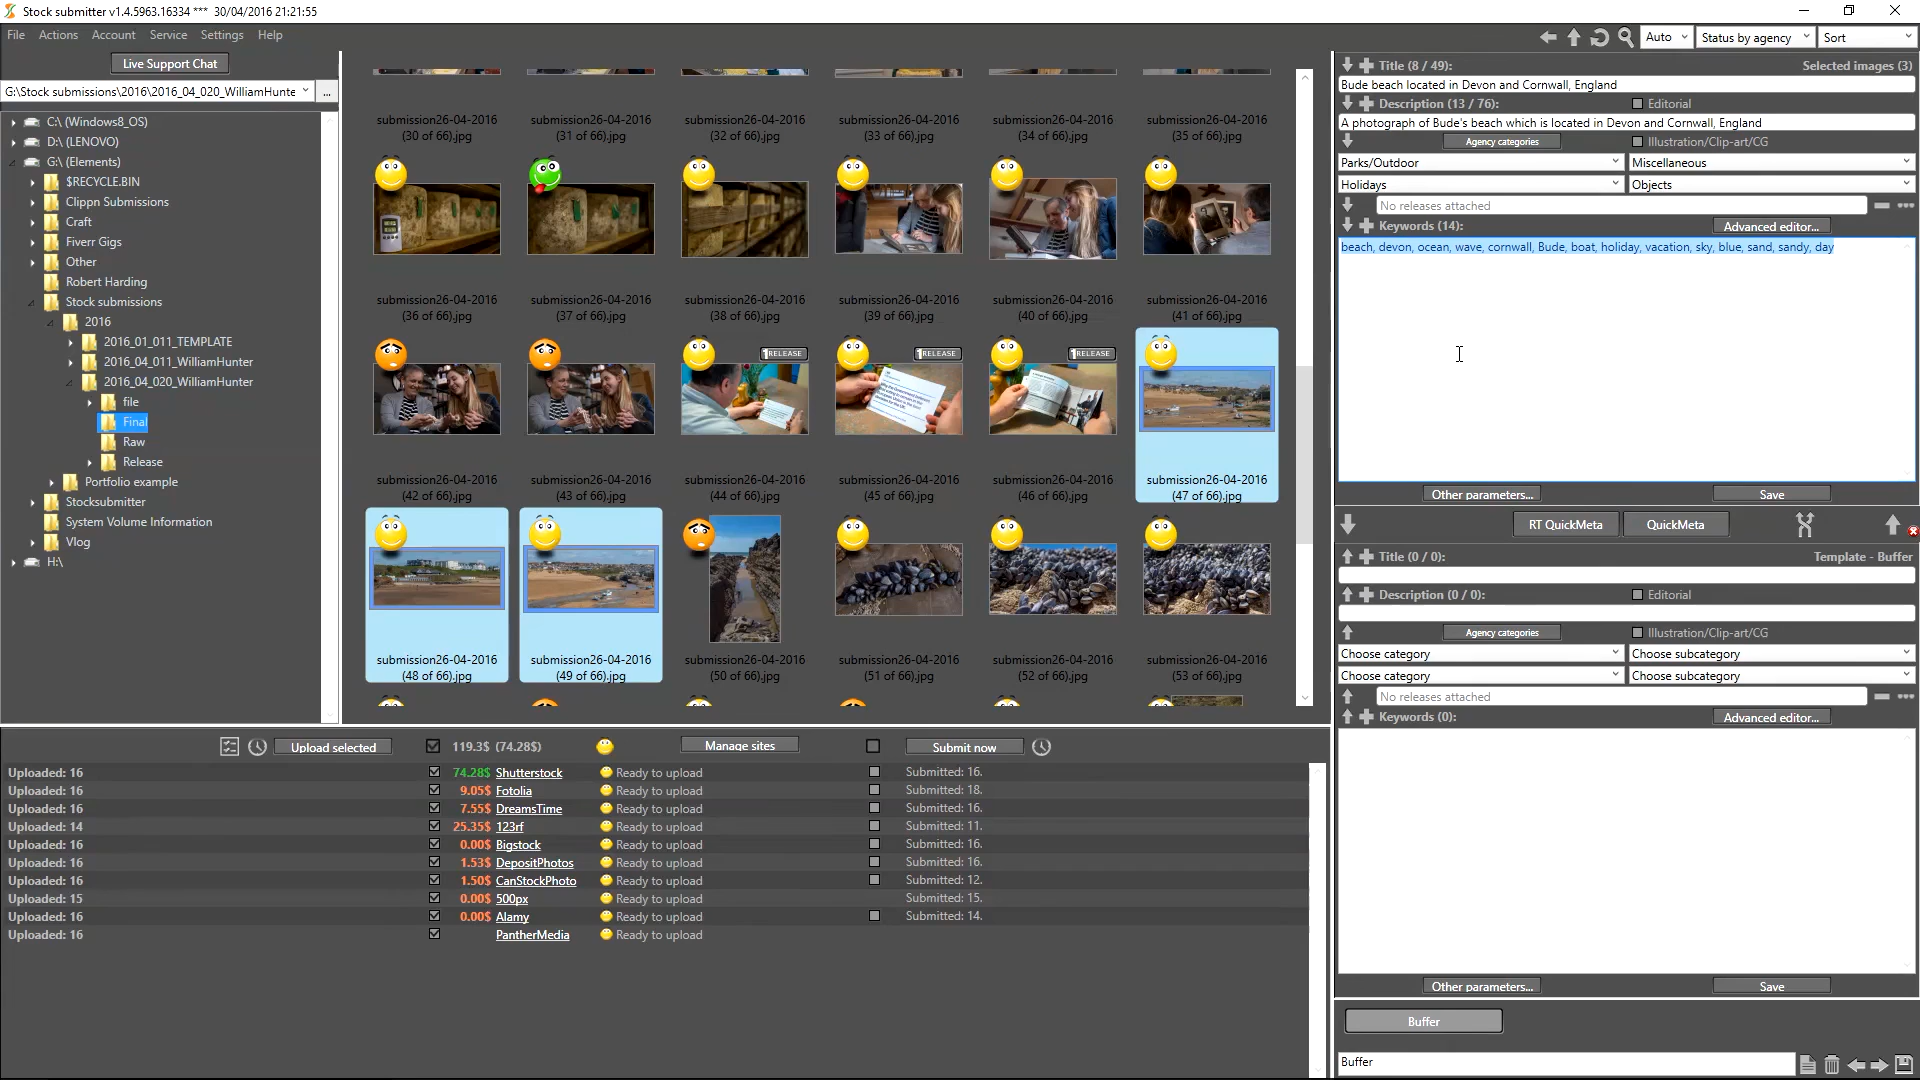 Stock submitter v1.4.5963.16334 ***  30/04/2016 21:21:55
File Actions Account Service Settings Help
Auto Status by agency Sort
Live Support Chat
G:\Stock submissions\2016\2016_04_020_WilliamHunte ...
C:\ (Windows8_OS)
D:\ (LENOVO)
G:\ (Elements)
$RECYCLE.BIN
Clippn Submissions
Craft
Fiverr Gigs
Other
Robert Harding
Stock submissions
2016
2016_01_011_TEMPLATE
2016_04_011_WilliamHunter
2016_04_020_WilliamHunter
file
Final
Raw
Release
Portfolio example
Stocksubmitter
System Volume Information
Vlog
H:\
submission26-04-2016 submission26-04-2016 submission26-04-2016 submission26-04-2016 submission26-04-2016 submission26-04-2016
(30 of 66).jpg (31 of 66).jpg (32 of 66).jpg (33 of 66).jpg (34 of 66).jpg (35 of 66).jpg
submission26-04-2016 submission26-04-2016 submission26-04-2016 submission26-04-2016 submission26-04-2016 submission26-04-2016
(36 of 66).jpg (37 of 66).jpg (38 of 66).jpg (39 of 66).jpg (40 of 66).jpg (41 of 66).jpg
1 RELEASE 1 RELEASE 1 RELEASE
submission26-04-2016 submission26-04-2016 submission26-04-2016 submission26-04-2016 submission26-04-2016 submission26-04-2016
(42 of 66).jpg (43 of 66).jpg (44 of 66).jpg (45 of 66).jpg (46 of 66).jpg (47 of 66).jpg
submission26-04-2016 submission26-04-2016 submission26-04-2016 submission26-04-2016 submission26-04-2016 submission26-04-2016
(48 of 66).jpg (49 of 66).jpg (50 of 66).jpg (51 of 66).jpg (52 of 66).jpg (53 of 66).jpg
Upload selected 119.3$ (74.28$) Manage sites Submit now
Uploaded: 16 74.28$ Shutterstock Ready to upload Submitted: 16.
Uploaded: 16 9.05$ Fotolia Ready to upload Submitted: 18.
Uploaded: 16 7.55$ DreamsTime Ready to upload Submitted: 16.
Uploaded: 14 25.35$ 123rf Ready to upload Submitted: 11.
Uploaded: 16 0.00$ Bigstock Ready to upload Submitted: 16.
Uploaded: 16 1.53$ DepositPhotos Ready to upload Submitted: 16.
Uploaded: 16 1.50$ CanStockPhoto Ready to upload Submitted: 12.
Uploaded: 15 0.00$ 500px Ready to upload Submitted: 15.
Uploaded: 16 0.00$ Alamy Ready to upload Submitted: 14.
Uploaded: 16 PantherMedia Ready to upload
Title (8 / 49): Selected images (3)
Bude beach located in Devon and Cornwall, England
Description (13 / 76): Editorial
A photograph of Bude's beach which is located in Devon and Cornwall, England
Agency categories Illustration/Clip-art/CG
Parks/Outdoor Miscellaneous
Holidays Objects
No releases attached
Keywords (14): Advanced editor...
beach, devon, ocean, wave, cornwall, Bude, boat, holiday, vacation, sky, blue, sand, sandy, day
Other parameters... Save
RT QuickMeta QuickMeta
Title (0 / 0): Template - Buffer
Description (0 / 0): Editorial
Agency categories Illustration/Clip-art/CG
Choose category Choose subcategory
Choose category Choose subcategory
No releases attached
Keywords (0): Advanced editor...
Other parameters... Save
Buffer
Buffer